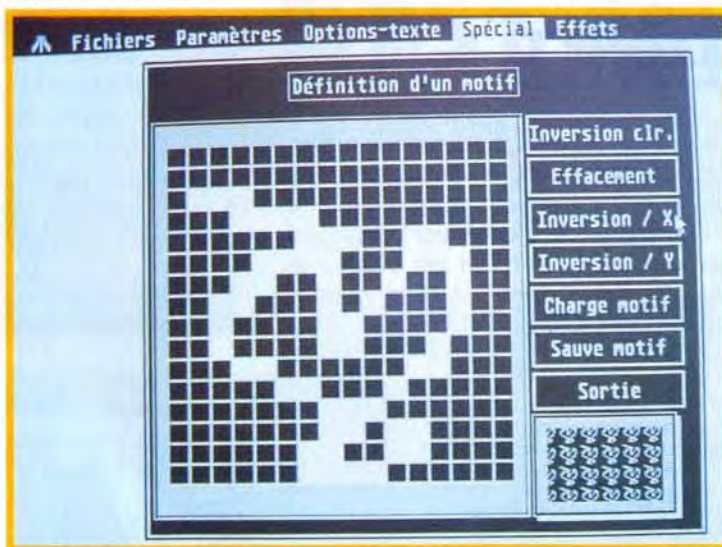 Fichiers Paramètres Options-texte Spécial Effets
Définition d'un motif
Inversion clr.
Effacement
Inversion / X
Inversion / Y
Charge motif
Sauve motif
Sortie